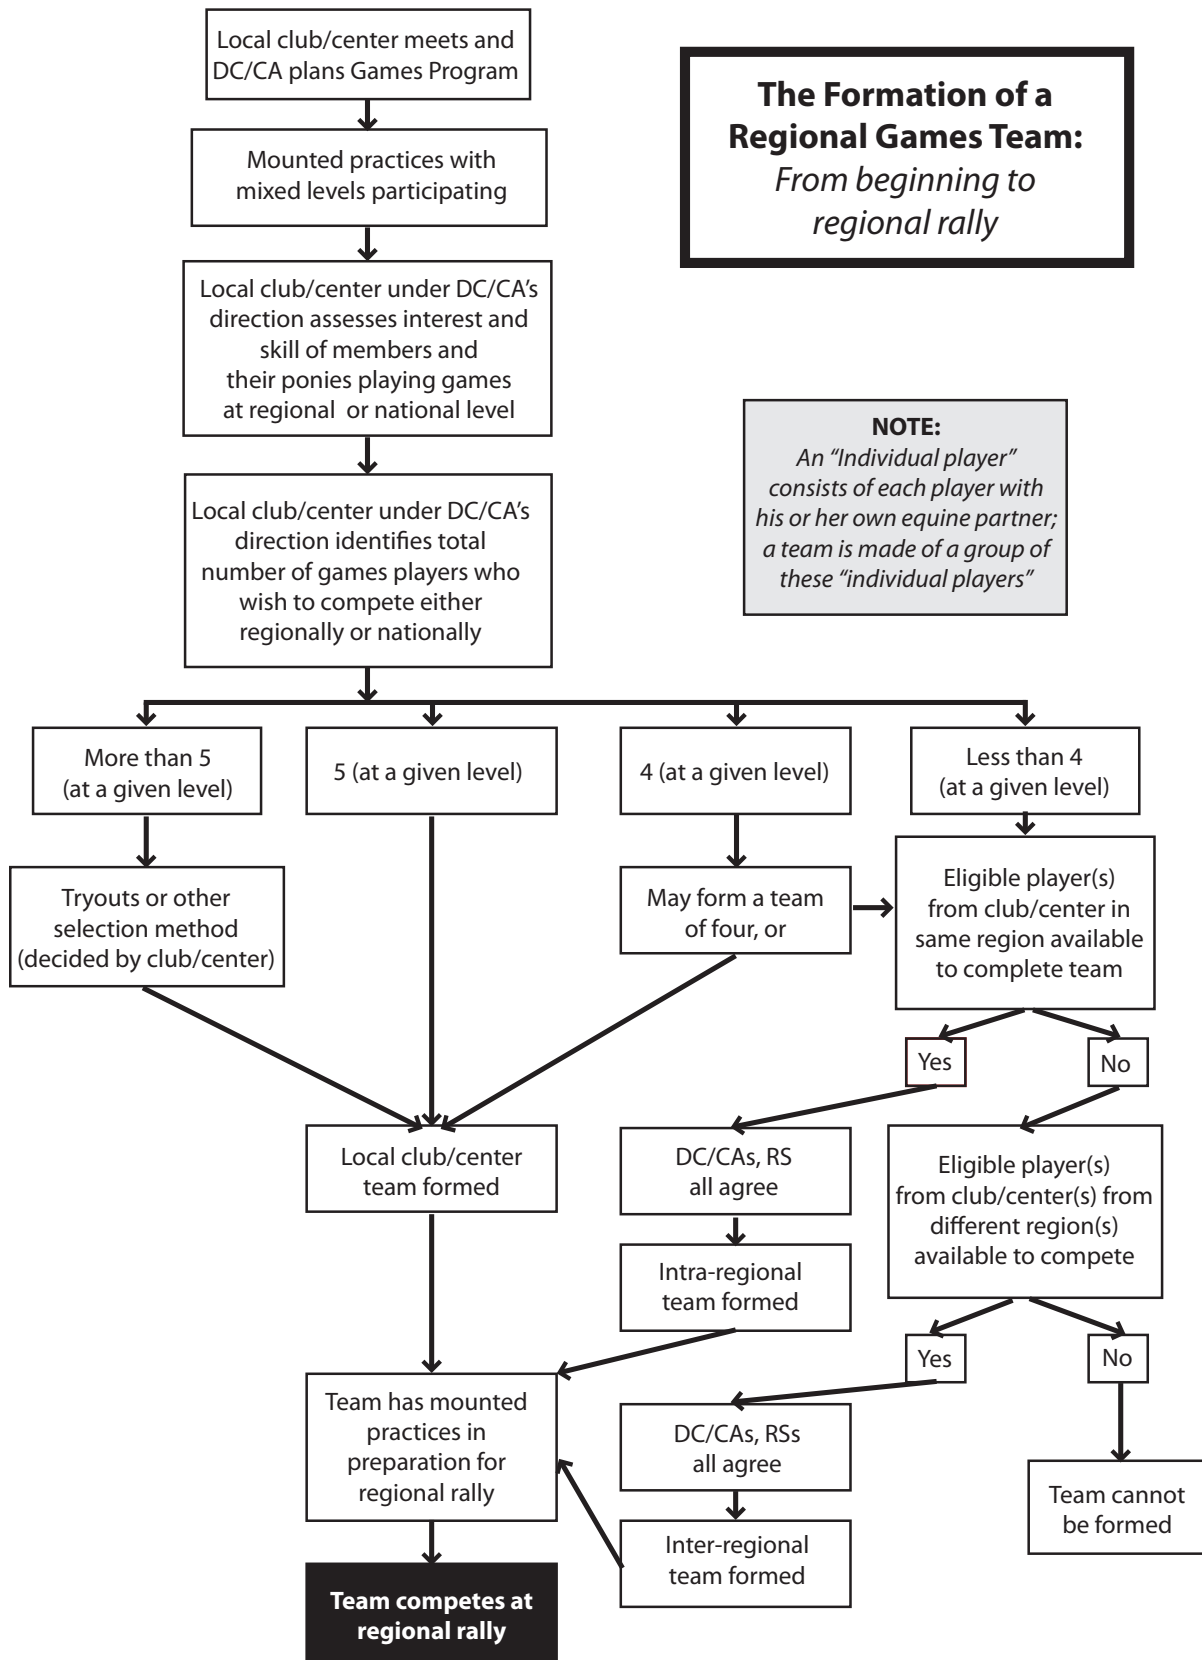 Local club/center meets and
DC/CA plans Games Program
The Formation of a
Regional Games Team:
From beginning to
regional rally
Mounted practices with
mixed levels participating
Local club/center under DC/CA's
direction assesses interest and
skill of members and
their ponies playing games
at regional or national level
NOTE:
An “Individual player”
consists of each player with
his or her own equine partner;
a team is made of a group of
these “individual players”
Local club/center under DC/CA's
direction identifies total
number of games players who
wish to compete either
regionally or nationally
More than 5
(at a given level)
5 (at a given level)
4 (at a given level)
Less than 4
(at a given level)
Tryouts or other
selection method
(decided by club/center)
May form a team
of four, or
Eligible player(s)
from club/center in
same region available
to complete team
Yes
No
Local club/center
team formed
DC/CAs, RS
all agree
Eligible player(s)
from club/center(s) from
different region(s)
available to compete
Intra-regional
team formed
Yes
No
Team has mounted
practices in
preparation for
regional rally
DC/CAs, RSs
all agree
Team cannot
be formed
Inter-regional
team formed
Team competes at
regional rally